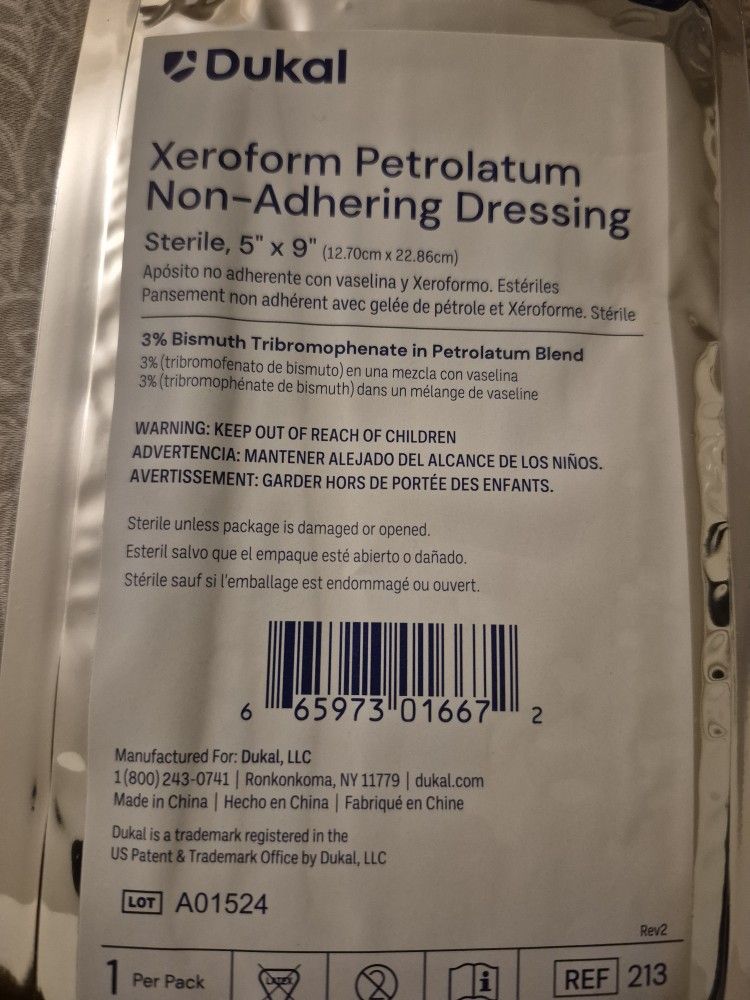 Dukal
Xeroform Petrolatum
Non-Adhering Dressing
Sterile, 5" x 9" (12.70cm x 22.86cm)
Apósito no adherente con vaselina y Xeroformo. Estériles
Pansement non adhérent avec gelée de pétrole et Xéroforme. Stérile
3% Bismuth Tribromophenate in Petrolatum Blend
3% (tribromofenato de bismuto) en una mezcla con vaselina
3% (tribromophénate de bismuth) dans un mélange de vaseline
WARNING: KEEP OUT OF REACH OF CHILDREN
ADVERTENCIA: MANTENER ALEJADO DEL ALCANCE DE LOS NIÑOS.
AVERTISSEMENT: GARDER HORS DE PORTÉE DES ENFANTS.
Sterile unless package is damaged or opened.
Esteril salvo que el empaque esté abierto o dañado.
Stérile sauf si l'emballage est endommagé ou ouvert.
6 65973 01667 2
Manufactured For: Dukal, LLC
1 (800) 243-0741 | Ronkonkoma, NY 11779 | dukal.com
Made in China | Hecho en China | Fabriqué en Chine
Dukal is a trademark registered in the
US Patent & Trademark Office by Dukal, LLC
LOT A01524
Rev2
1 Per Pack LATEX 2 i REF 213